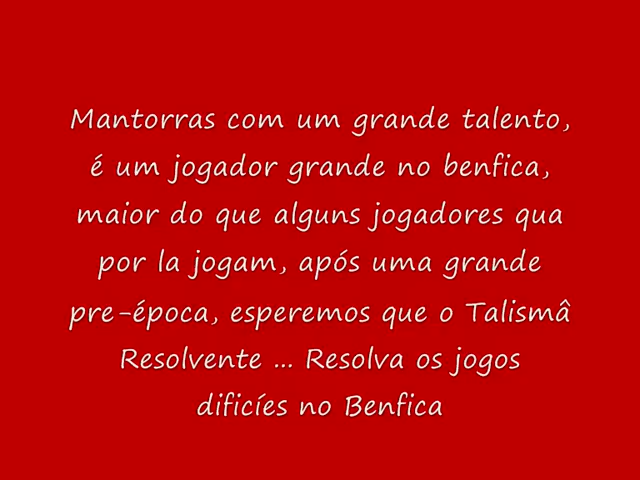 Mantorras com um grande talento,
é um jogador grande no benfica,
maior do que alguns jogadores qua
por la jogam, após uma grande
pre-época, esperemos que o Talismâ
Resolvente ... Resolva os jogos
dificíes no Benfica